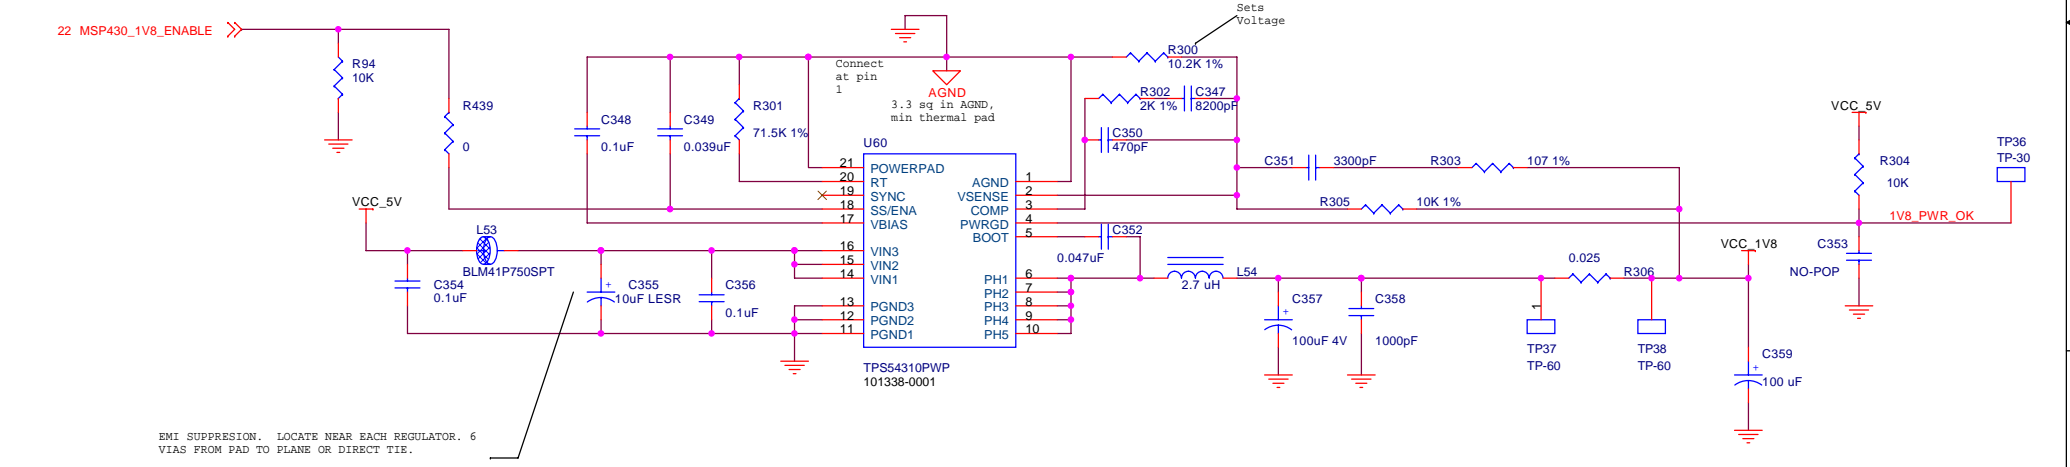 Sets
Voltage
22 MSP430_1V8_ENABLE
R94
10K
R439
0
C348
0.1uF
C349
0.039uF
R301
71.5K 1%
Connect
at pin
1
AGND
3.3 sq in AGND,
min thermal pad
R300
10.2K 1%
R302
2K 1%
C347
8200pF
C350
470pF
C351
3300pF
R303
107 1%
R305
10K 1%
VCC_5V
R304
10K
TP36
TP-30
1V8_PWR_OK
C353
NO-POP
U60
21 POWERPAD
20 RT
19 SYNC
18 SS/ENA
17 VBIAS
16 VIN3
15 VIN2
14 VIN1
13 PGND3
12 PGND2
11 PGND1
AGND 1
VSENSE 2
COMP 3
PWRGD 4
BOOT 5
PH1 6
PH2 7
PH3 8
PH4 9
PH5 10
TPS54310PWP
101338-0001
VCC_5V
L53
BLM41P750SPT
C354
0.1uF
C355
+
10uF LESR
C356
0.1uF
C352
0.047uF
L54
2.7 uH
C357
+
100uF 4V
C358
1000pF
0.025
R306
1
TP37
TP-60
TP38
TP-60
VCC_1V8
C359
+
100 uF
EMI SUPPRESION. LOCATE NEAR EACH REGULATOR. 6
VIAS FROM PAD TO PLANE OR DIRECT TIE.